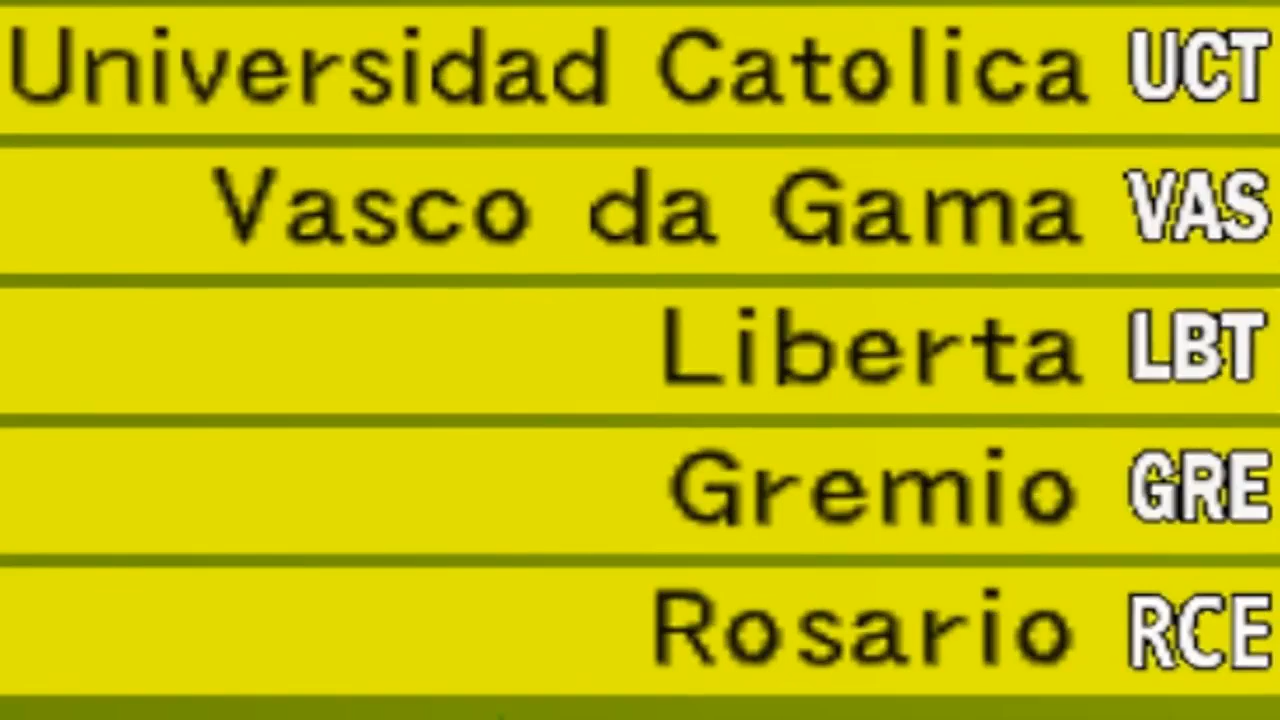 Universidad Catolica UCT
Vasco da Gama VAS
Liberta LBT
Gremio GRE
Rosario RCE